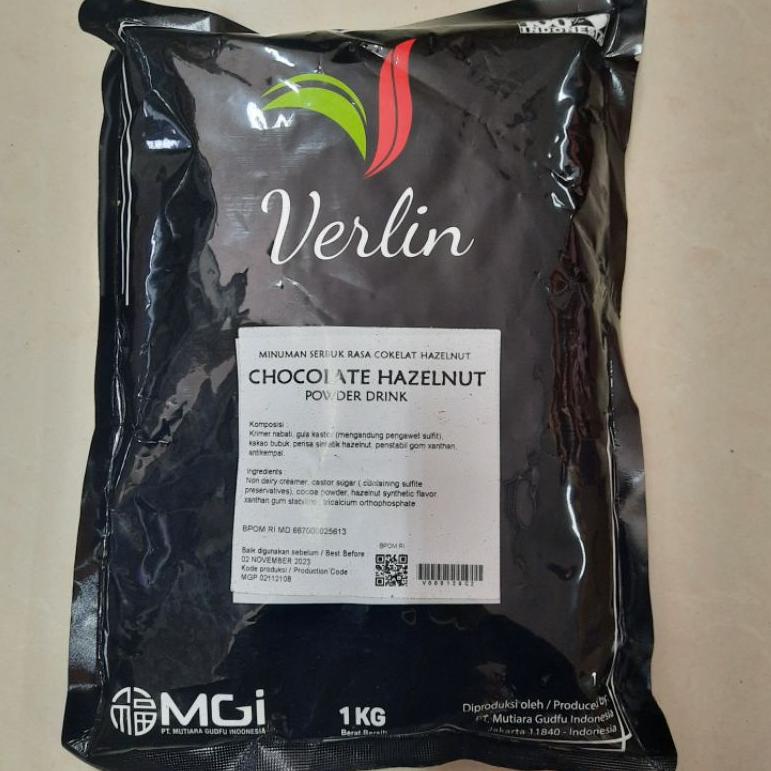 INDONESIA
Verlin
MINUMAN SERBUK RASA COKELAT HAZELNUT
CHOCOLATE HAZELNUT
POWDER DRINK
Komposisi :
Krimer nabati, gula kastor (mengandung pengawet sulfit),
kakao bubuk, perisa sintetik hazelnut, penstabil gom xanthan,
antikempal.
Ingredients :
Non dairy creamer, castor sugar ( containing sulfite
preservatives), cocoa powder, hazelnut synthetic flavor
xanthan gum stabilizer, tricalcium orthophosphate
BPOM RI MD 867000025613
Baik digunakan sebelum / Best Before
02 NOVEMBER 2023
Kode produksi / Production Code
MGP 02112108
BPOM RI
福 MGi
PT. MUTIARA GUDFU INDONESIA
1 KG
Berat Bersih
Diproduksi oleh / Produced by
PT. Mutiara Gudfu Indonesia
Jakarta 11840 - Indonesia